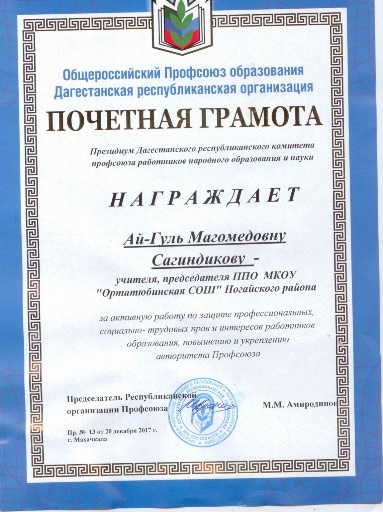 Общероссийский Профсоюз образования
Дагестанская республиканская организация
ПОЧЕТНАЯ ГРАМОТА
Президиум Дагестанского республиканского комитета
профсоюза работников народного образования и науки
НАГРАЖДАЕТ
Ай-Гуль Магомедовну
Сагиндикову -
учителя, председателя ППО МКОУ
"Ортатюбинская СОШ" Ногайского района
за активную работу по защите профессиональных,
социально- трудовых прав и интересов работников
образования, повышению и укреплению
авторитета Профсоюза
Председатель Республиканской
организации Профсоюза
М.М. Амиродинов
Пр. № 13 от 20 декабря 2017 г.
г. Махачкала